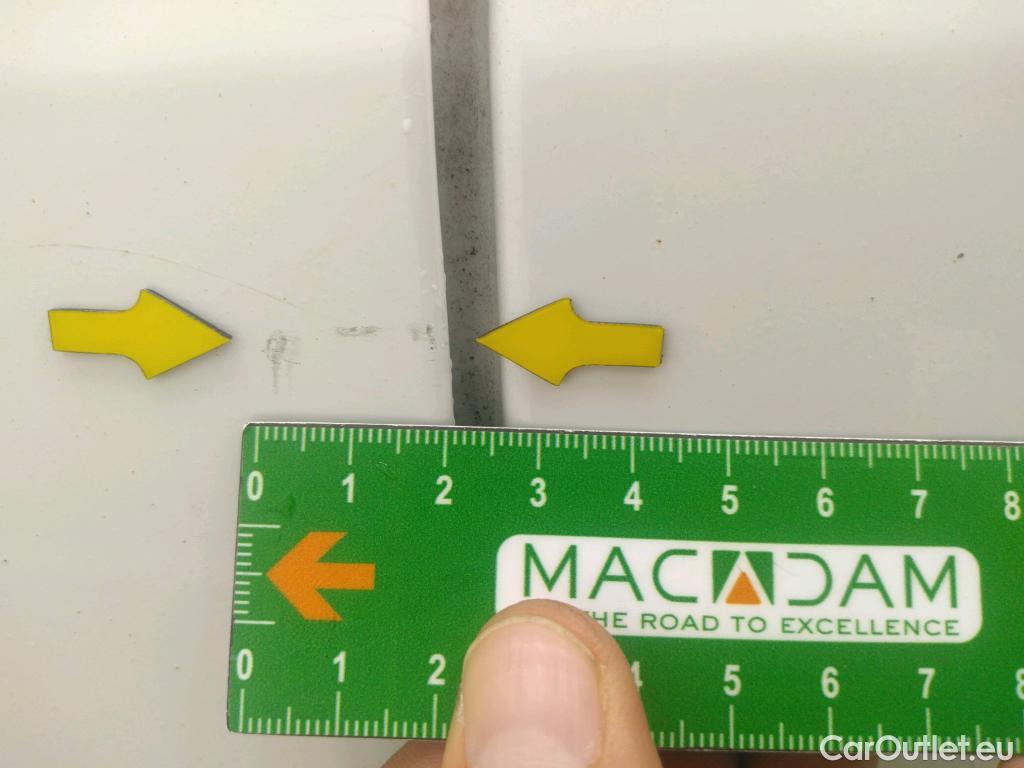 0 1 2 3 4 5 6 7 8
MACADAM
HE ROAD TO EXCELLENCE
0 1 2 4 5 6 7 8
CarOutlet.eu